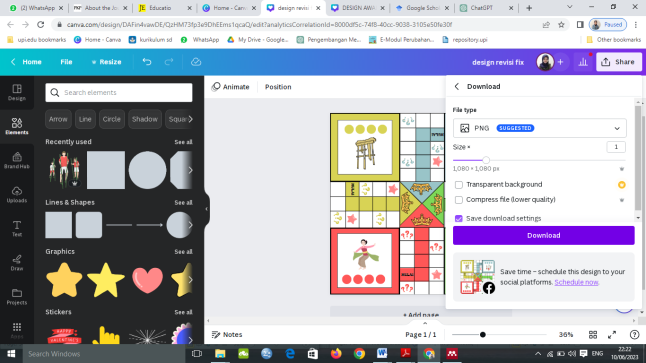 (2) WhatsApp
About the Jo
Educatio
Home - Canv
design revisi
DESIGN AWA
Google Schol
ChatGPT
canva.com/design/DAFin4vawDE/QzHMT73fp3e9DhEEms1qcaQ/edit?analyticsCorrelationId=8000df5c-74f8-40cc-9038-3105a50fe30f
Paused
upi.edu bookmarks
Home - Canva
kurikulum sd
WhatsApp
My Drive - Google...
Pengembangan Me...
E-Modul Perubahan...
repository.upi
Other bookmarks
Home
File
Resize
design revisi fix
Share
Design
Elements
Brand Hub
Uploads
Text
Draw
Projects
Search elements
Arrow
Line
Circle
Shadow
Squar
Recently used
See all
Lines & Shapes
See all
Graphics
See all
Stickers
See all
Animate
Position
Download
File type
PNG
SUGGESTED
Size
1
1,080 × 1,080 px
Transparent background
Compress file (lower quality)
Save download settings
Download
Save time – schedule this design to your
social platforms. Schedule now.
+ Add page
Notes
Page 1 / 1
36%
Search Windows
ENG
22:22
10/06/2023